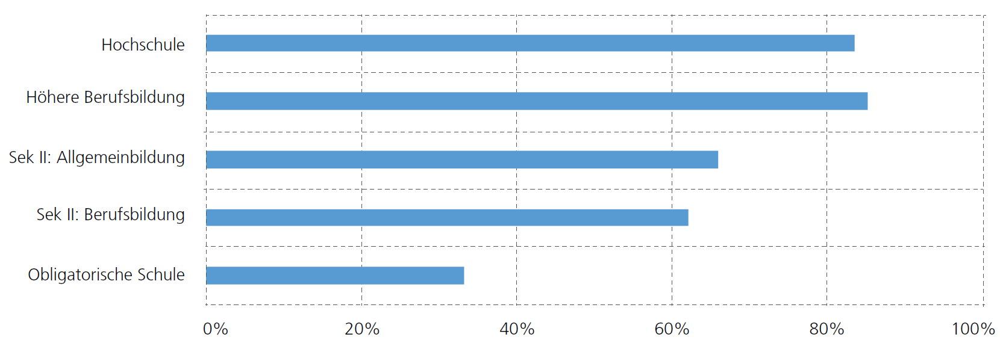 Hochschule
Höhere Berufsbildung
Sek II: Allgemeinbildung
Sek II: Berufsbildung
Obligatorische Schule
0% 20% 40% 60% 80% 100%